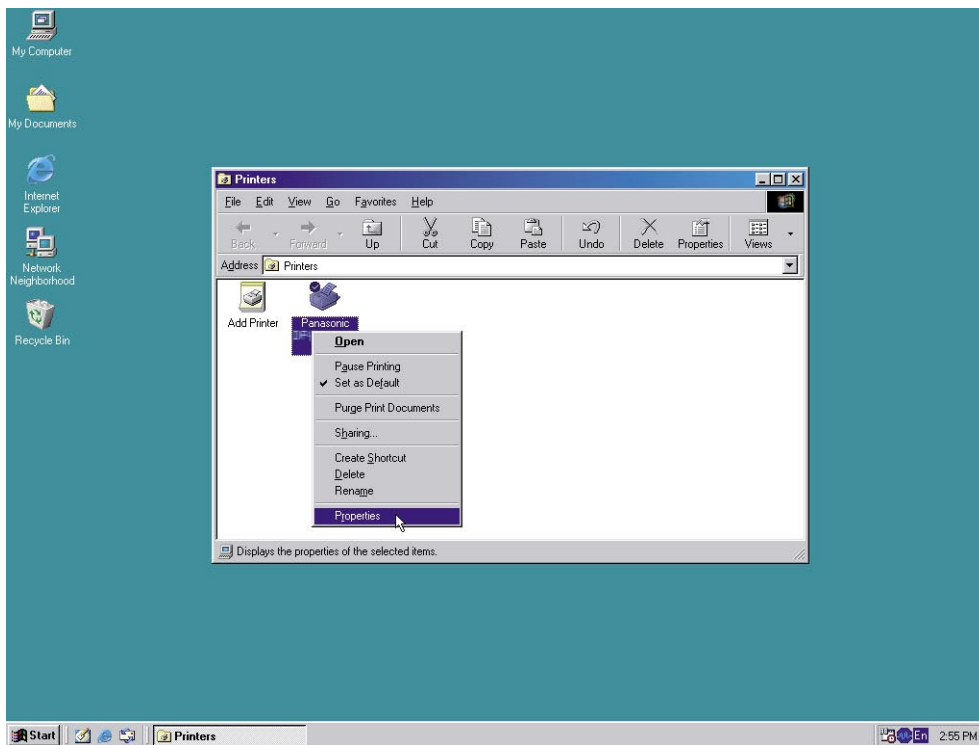 My Computer
My Documents
Internet
Explorer
Network
Neighborhood
Recycle Bin
Printers
File Edit View Go Favorites Help
Back Forward Up Cut Copy Paste Undo Delete Properties Views
Address Printers
Add Printer
Panasonic
Open
Pause Printing
Set as Default
Purge Print Documents
Sharing...
Create Shortcut
Delete
Rename
Properties
Displays the properties of the selected items.
Start Printers En 2:55 PM